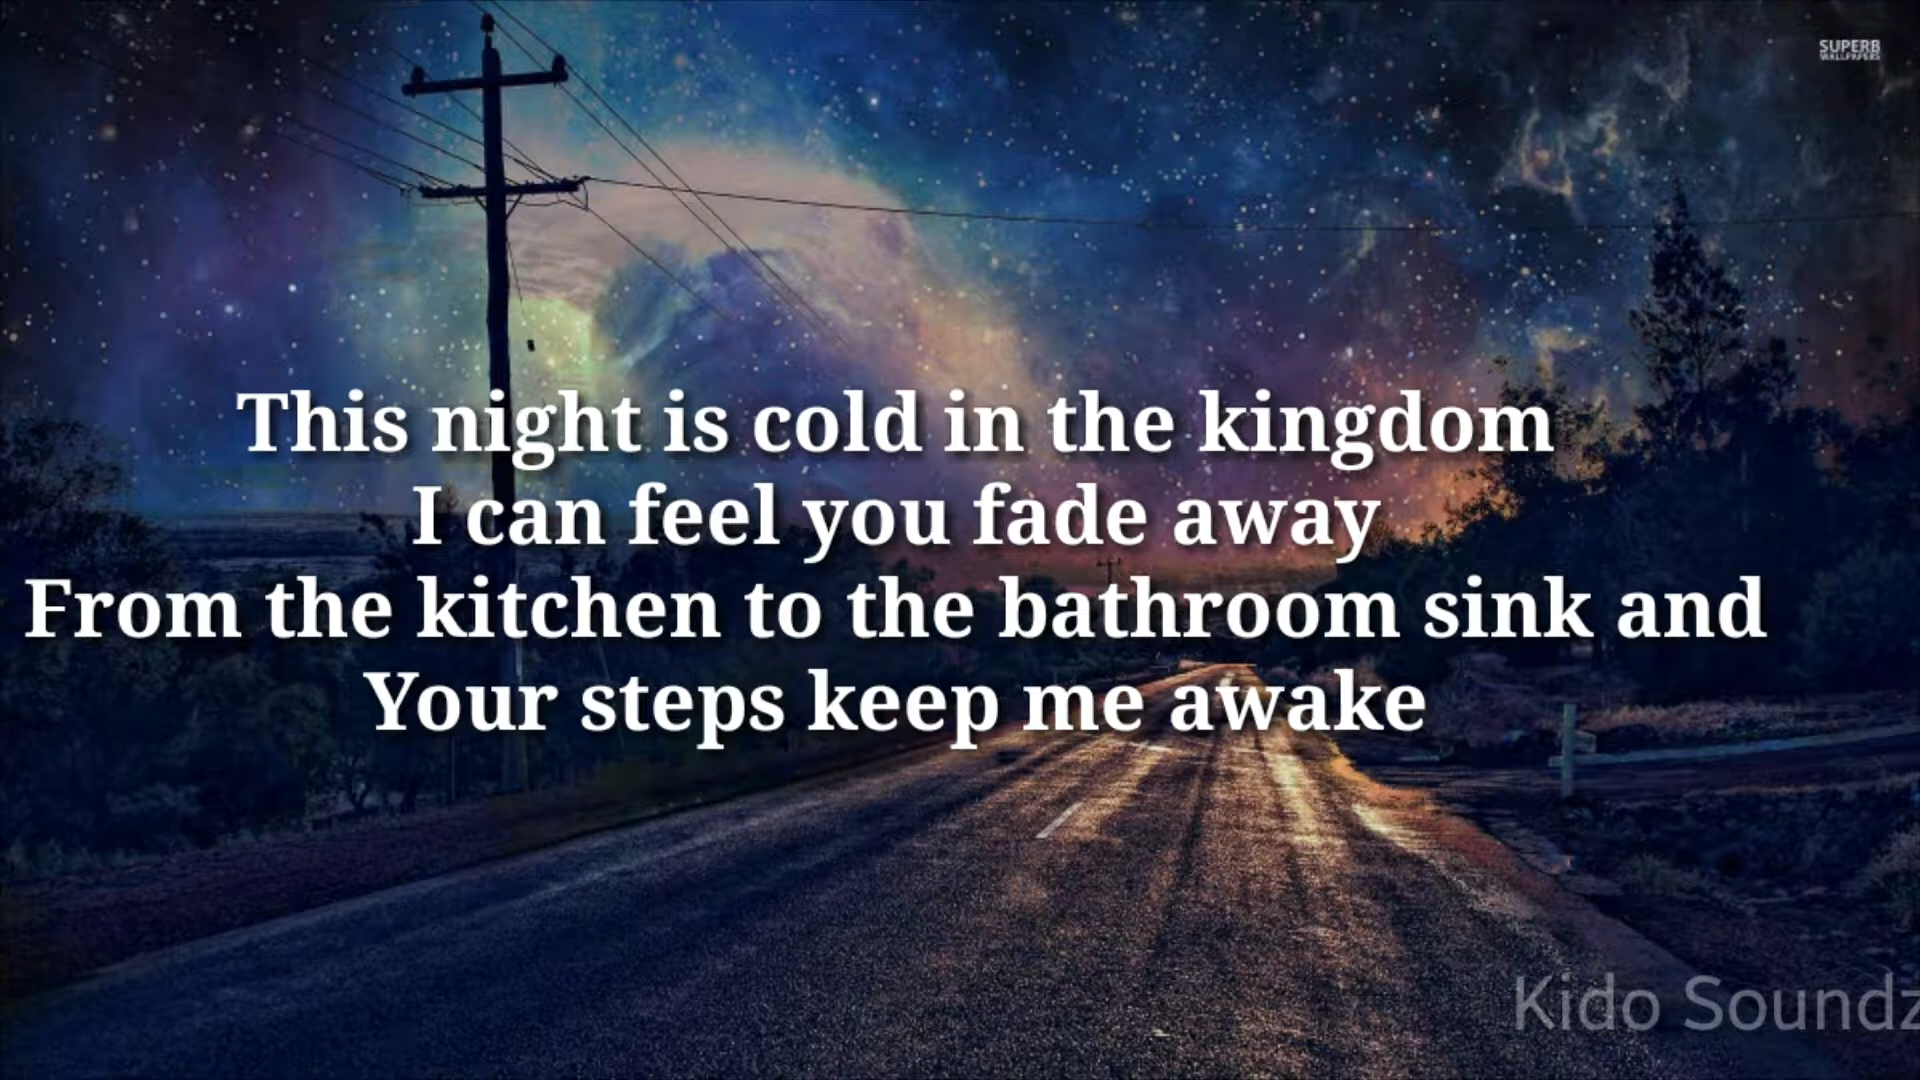 SUPERB
WALLPAPERS
This night is cold in the kingdom
I can feel you fade away
From the kitchen to the bathroom sink and
Your steps keep me awake
Kido Soundz